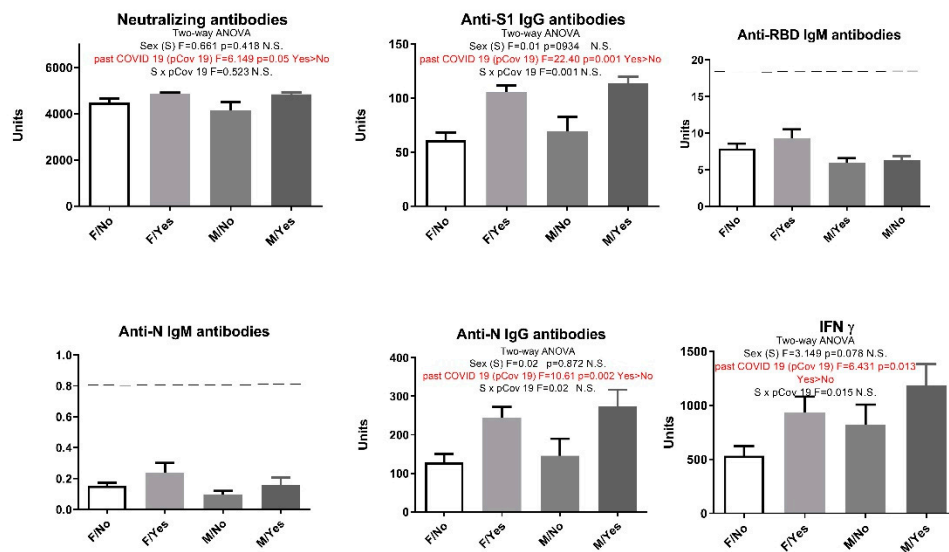 Neutralizing antibodies
Two-way ANOVA
Sex (S) F=0.661 p=0.418 N.S.
past COVID 19 (pCov 19) F=6.149 p=0.05 Yes>No
S x pCov 19 F=0.523 N.S.
6000
4000
2000
0
Units
F/No
F/Yes
M/No
M/Yes
Anti-S1 IgG antibodies
Two-way ANOVA
Sex (S) F=0.01 p=0934 N.S.
past COVID 19 (pCov 19) F=22.40 p=0.001 Yes>No
S x pCov 19 F=0.001 N.S.
150
100
50
0
Units
F/No
F/Yes
M/No
M/Yes
Anti-RBD IgM antibodies
20
15
10
5
0
Units
F/No
F/Yes
M/Yes
M/No
Anti-N IgM antibodies
1.0
0.8
0.6
0.4
0.2
0.0
F/No
F/Yes
M/No
M/Yes
Anti-N IgG antibodies
Two-way ANOVA
Sex (S) F=0.02 p=0.872 N.S.
past COVID 19 (pCov 19) F=10.61 p=0.002 Yes>No
S x pCov 19 F=0.02 N.S.
400
300
200
100
0
Units
F/No
F/Yes
M/No
M/Yes
IFN γ
Two-way ANOVA
Sex (S) F=3.149 p=0.078 N.S.
past COVID 19 (pCov 19) F=6.431 p=0.013
Yes>No
S x pCov 19 F=0.015 N.S.
1500
1000
500
0
Units
F/No
F/Yes
M/No
M/Yes